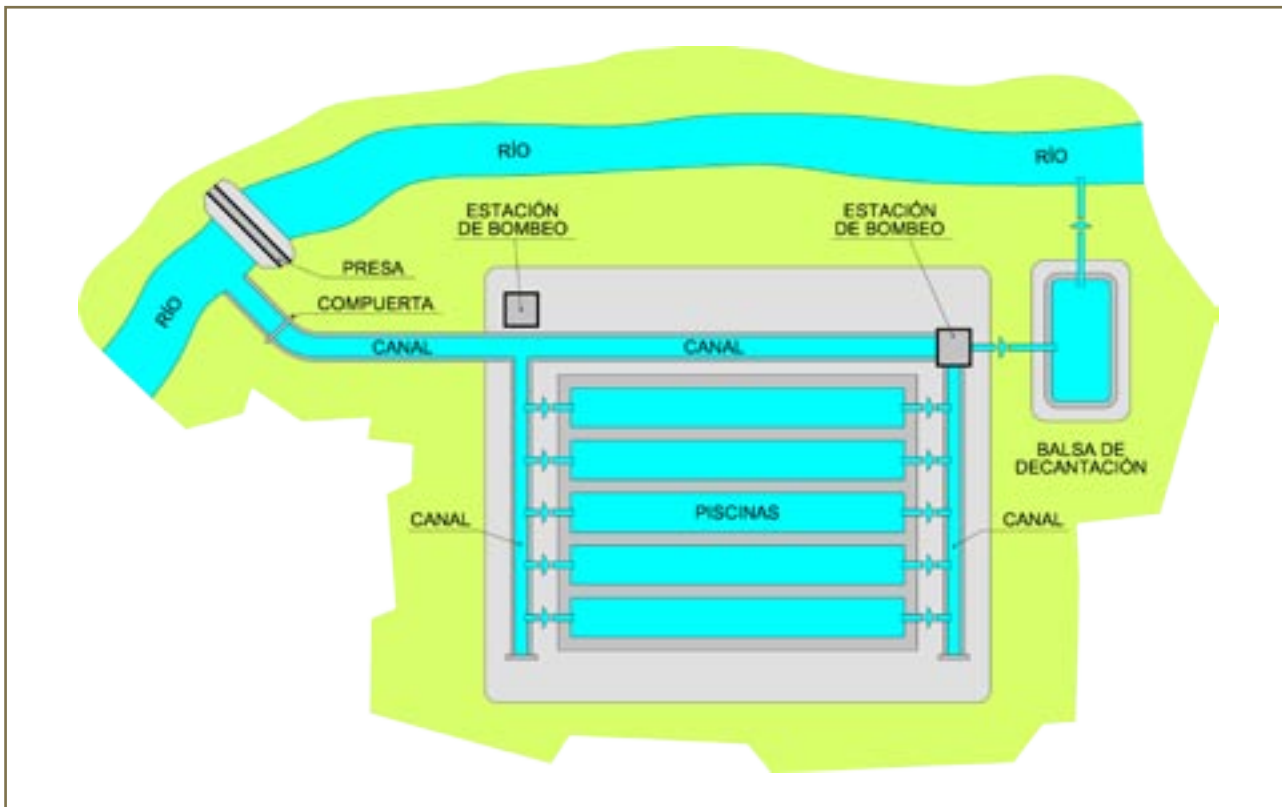 RÍO
RÍO
ESTACIÓN
DE BOMBEO
ESTACIÓN
DE BOMBEO
PRESA
COMPUERTA
RÍO
CANAL
CANAL
BALSA DE
DECANTACIÓN
CANAL
PISCINAS
CANAL